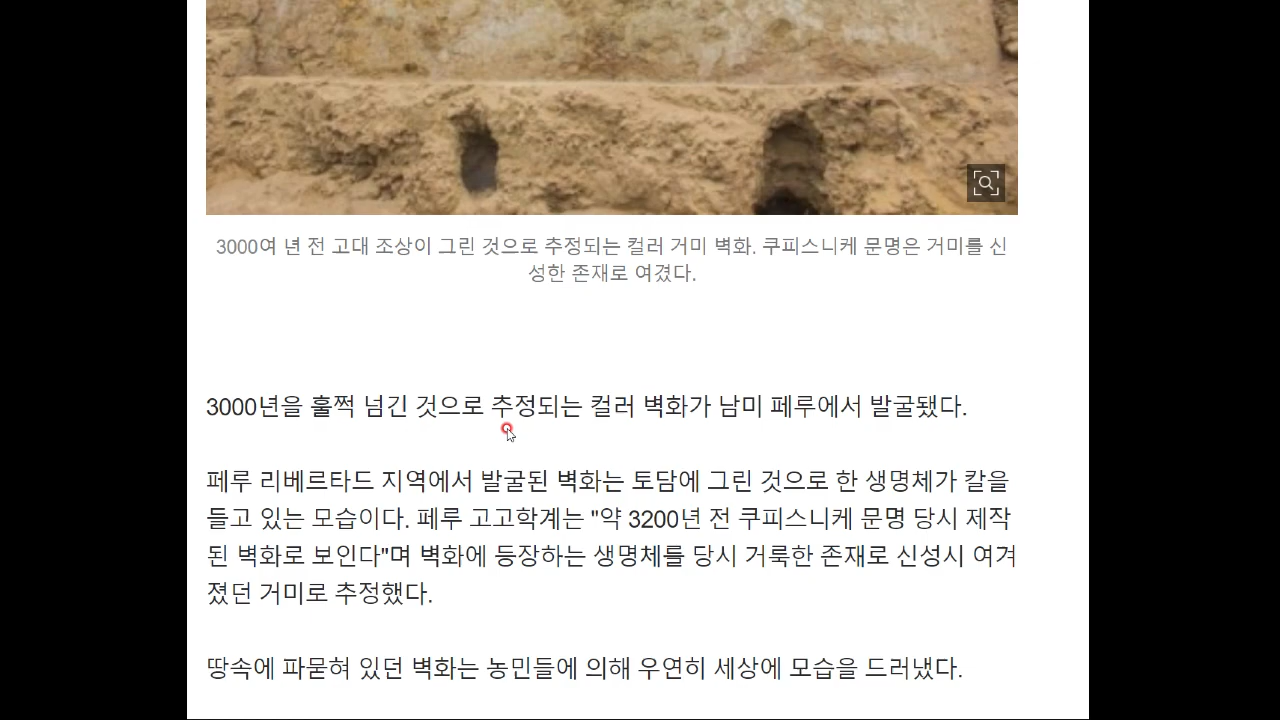 3000여 년 전 고대 조상이 그린 것으로 추정되는 컬러 거미 벽화. 쿠피스니케 문명은 거미를 신
성한 존재로 여겼다.
3000년을 훌쩍 넘긴 것으로 추정되는 컬러 벽화가 남미 페루에서 발굴됐다.
페루 리베르타드 지역에서 발굴된 벽화는 토담에 그린 것으로 한 생명체가 칼을
들고 있는 모습이다. 페루 고고학계는 "약 3200년 전 쿠피스니케 문명 당시 제작
된 벽화로 보인다"며 벽화에 등장하는 생명체를 당시 거룩한 존재로 신성시 여겨
졌던 거미로 추정했다.
땅속에 파묻혀 있던 벽화는 농민들에 의해 우연히 세상에 모습을 드러냈다.